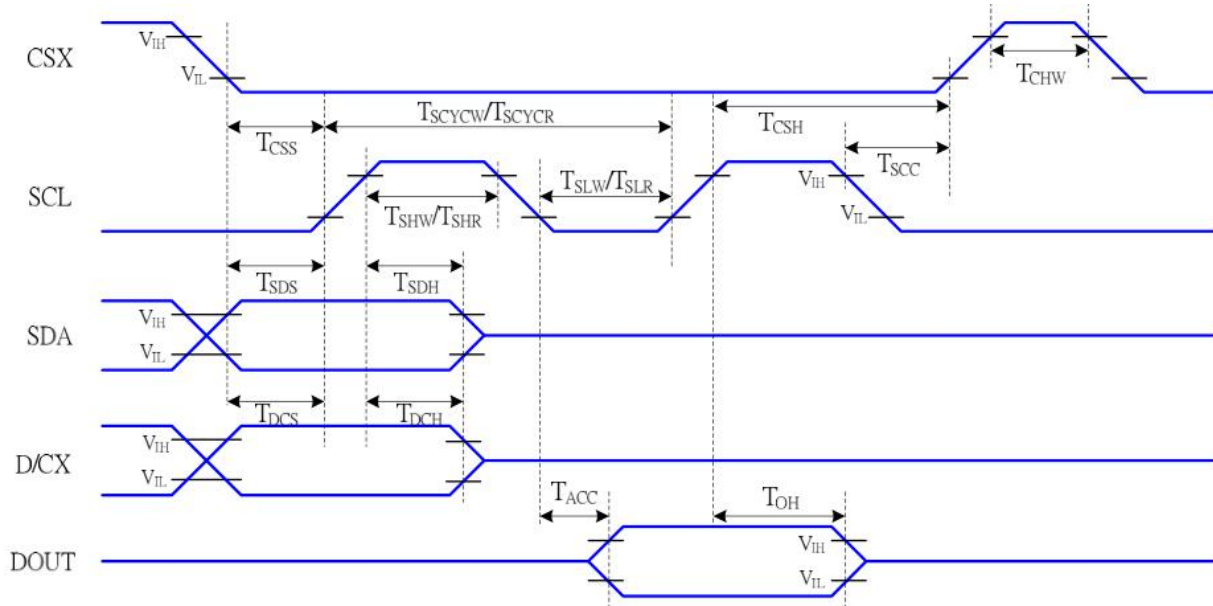 CSX
VIH
VIL
TCHW
TSCYCW/TSCYCR
TCSS
TCSH
TSCC
SCL
TSHW/TSHR
TSLW/TSLR
VIH
VIL
TSDS
TSDH
SDA
VIH
VIL
TDCS
TDCH
D/CX
VIH
VIL
TACC
TOH
DOUT
VIH
VIL